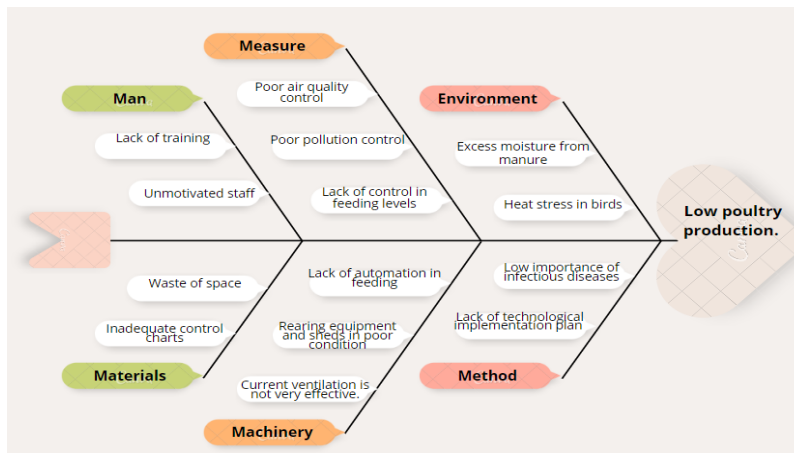 Measure
Man
Environment
Poor air quality
control
Lack of training
Poor pollution control
Excess moisture from
manure
Unmotivated staff
Lack of control in
feeding levels
Heat stress in birds
Low poultry
production.
Waste of space
Lack of automation in
feeding
Low importance of
infectious diseases
Inadequate control
charts
Rearing equipment
and sheds in poor
condition
Lack of technological
implementation plan
Materials
Current ventilation is
not very effective.
Method
Machinery